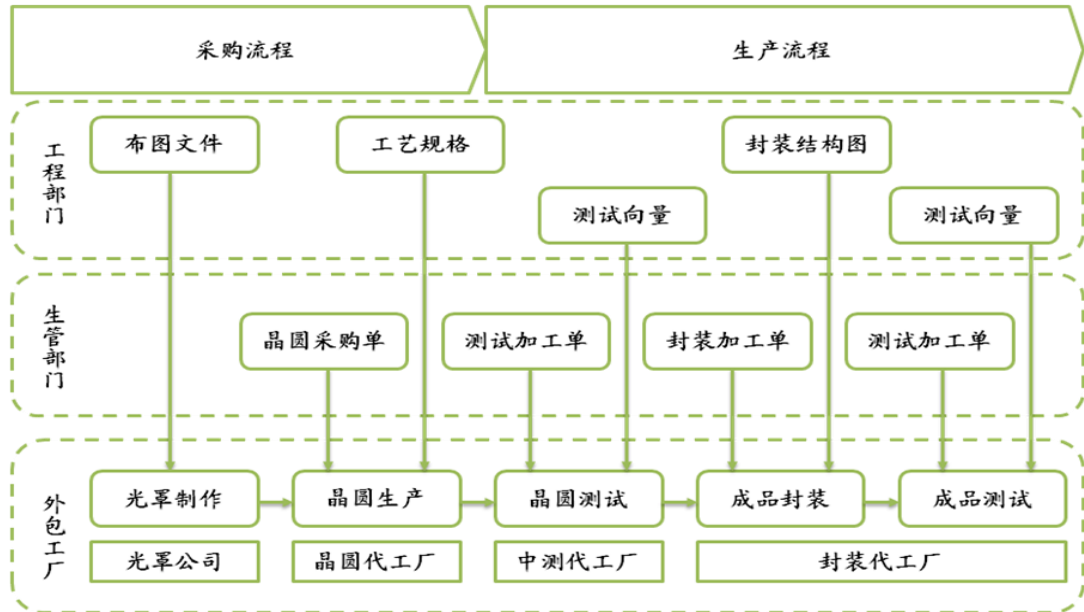 采购流程
生产流程
工程部门
布图文件
工艺规格
封装结构图
测试向量
测试向量
生管部门
晶圆采购单
测试加工单
封装加工单
测试加工单
外包工厂
光罩制作
晶圆生产
晶圆测试
成品封装
成品测试
光罩公司
晶圆代工厂
中测代工厂
封装代工厂